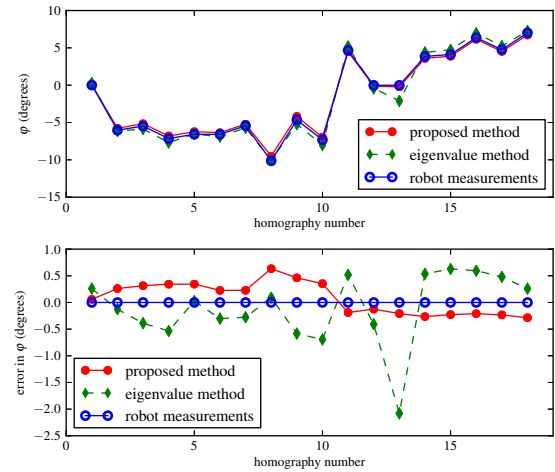 10
5
0
−5
−10
−15
φ (degrees)
proposed method
eigenvalue method
robot measurements
0
5
10
15
homography number
1.0
0.5
0.0
−0.5
−1.0
−1.5
−2.0
−2.5
error in φ (degrees)
proposed method
eigenvalue method
robot measurements
0
5
10
15
homography number